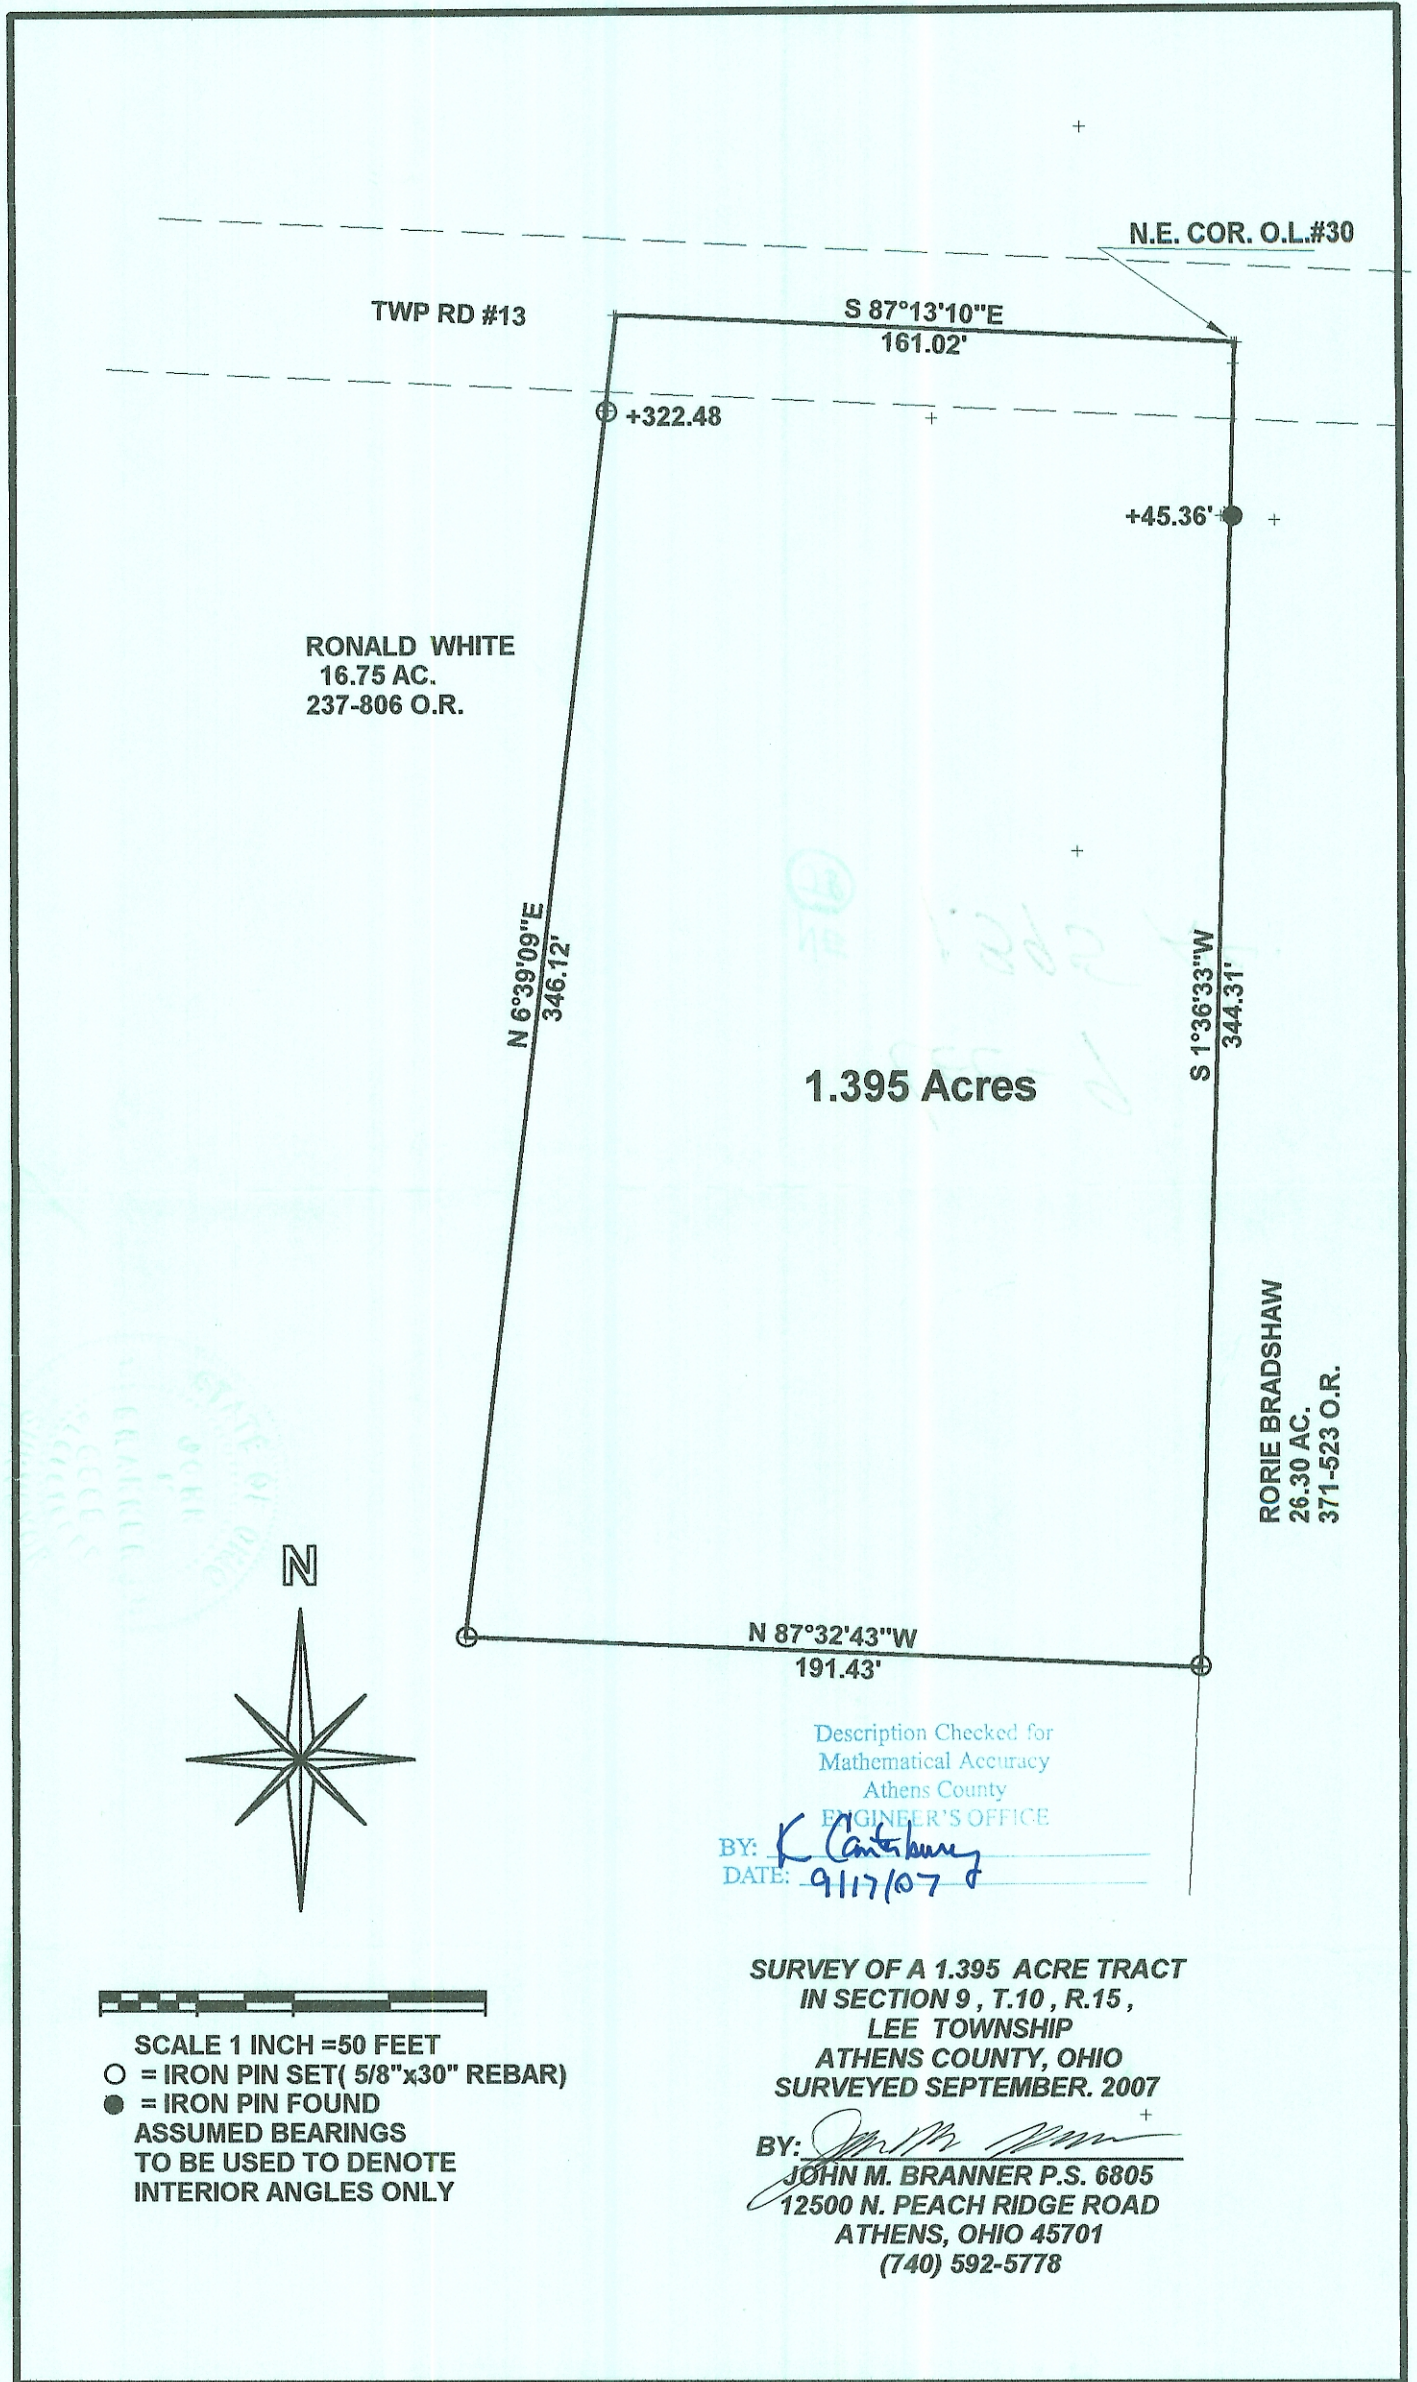 N.E. COR. O.L.#30
TWP RD #13
S 87°13'10"E
161.02'
+322.48
+45.36'
RONALD WHITE
16.75 AC.
237-806 O.R.
N 6°39'09"E
346.12'
S 1°36'33"W
344.31'
1.395 Acres
RORIE BRADSHAW
26.30 AC.
371-523 O.R.
N
N 87°32'43"W
191.43'
Description Checked for
Mathematical Accuracy
Athens County
ENGINEER'S OFFICE
BY: K Canterbury
DATE: 9/17/07
SCALE 1 INCH =50 FEET
O = IRON PIN SET( 5/8"x30" REBAR)
● = IRON PIN FOUND
ASSUMED BEARINGS
TO BE USED TO DENOTE
INTERIOR ANGLES ONLY
SURVEY OF A 1.395 ACRE TRACT
IN SECTION 9 , T.10 , R.15 ,
LEE TOWNSHIP
ATHENS COUNTY, OHIO
SURVEYED SEPTEMBER. 2007
BY:
JOHN M. BRANNER P.S. 6805
12500 N. PEACH RIDGE ROAD
ATHENS, OHIO 45701
(740) 592-5778